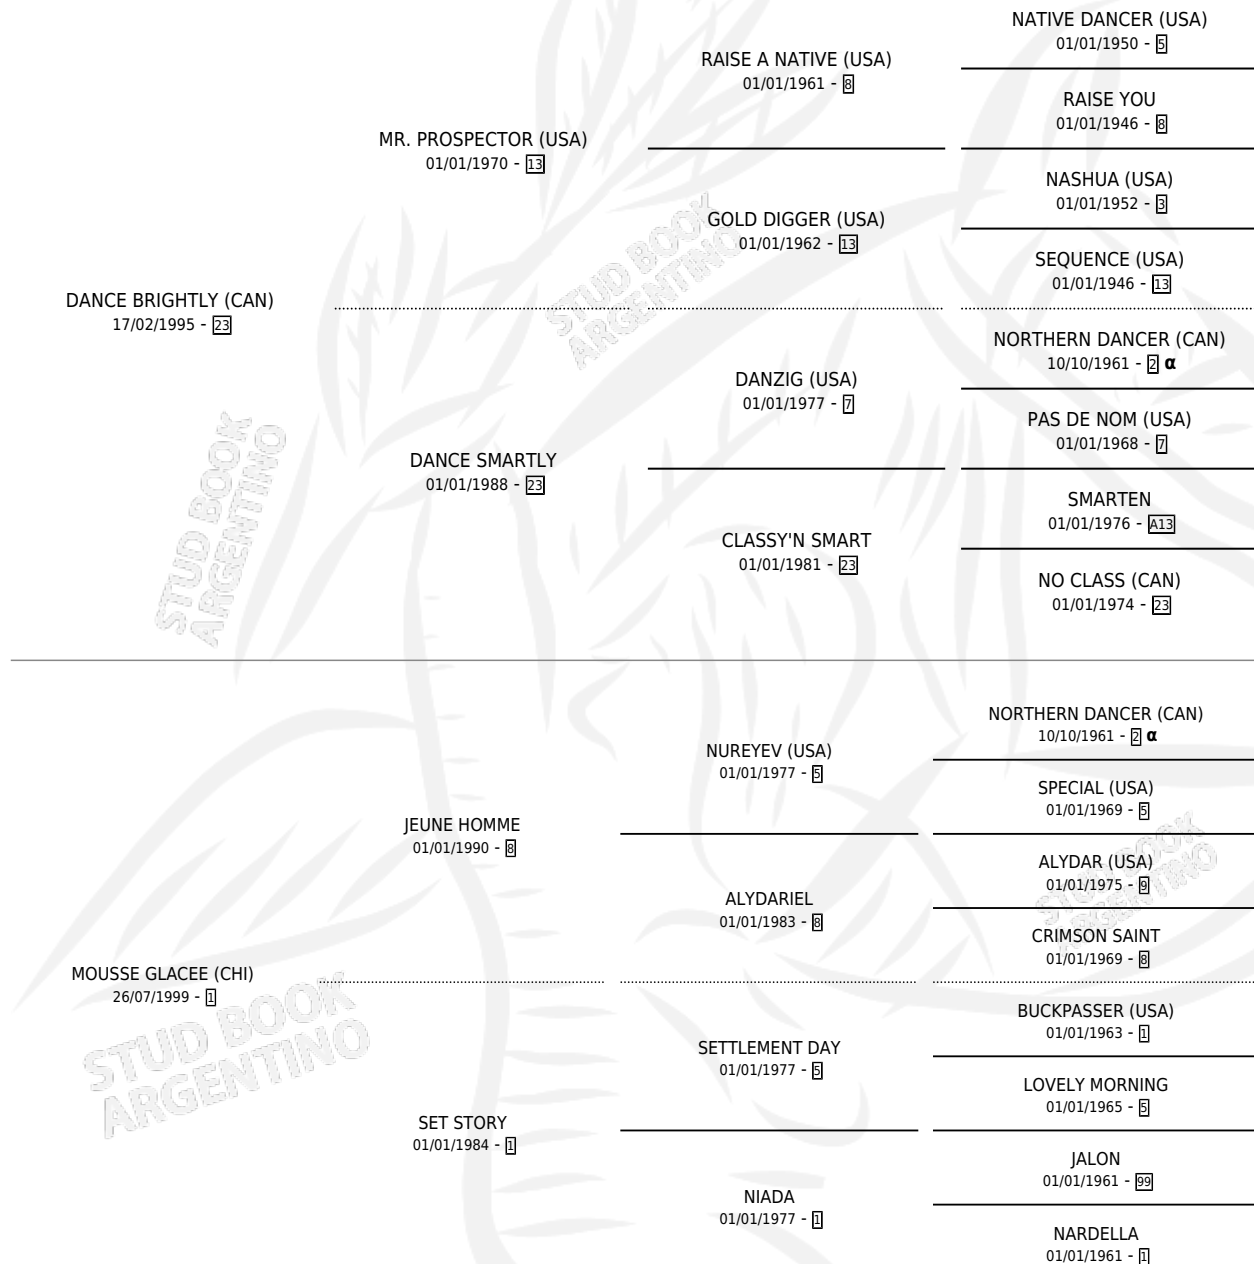 NATIVE DANCER (USA)
01/01/1950 - 5
RAISE A NATIVE (USA)
01/01/1961 - 8
RAISE YOU
01/01/1946 - 8
MR. PROSPECTOR (USA)
01/01/1970 - 13
NASHUA (USA)
01/01/1952 - 3
GOLD DIGGER (USA)
01/01/1962 - 13
SEQUENCE (USA)
01/01/1946 - 13
DANCE BRIGHTLY (CAN)
17/02/1995 - 23
NORTHERN DANCER (CAN)
10/10/1961 - 2 α
DANZIG (USA)
01/01/1977 - 7
PAS DE NOM (USA)
01/01/1968 - 7
DANCE SMARTLY
01/01/1988 - 23
SMARTEN
01/01/1976 - A13
CLASSY'N SMART
01/01/1981 - 23
NO CLASS (CAN)
01/01/1974 - 23
NORTHERN DANCER (CAN)
10/10/1961 - 2 α
NUREYEV (USA)
01/01/1977 - 5
SPECIAL (USA)
01/01/1969 - 5
JEUNE HOMME
01/01/1990 - 8
ALYDAR (USA)
01/01/1975 - 9
ALYDARIEL
01/01/1983 - 8
CRIMSON SAINT
01/01/1969 - 8
MOUSSE GLACEE (CHI)
26/07/1999 - 1
BUCKPASSER (USA)
01/01/1963 - 1
SETTLEMENT DAY
01/01/1977 - 5
LOVELY MORNING
01/01/1965 - 5
SET STORY
01/01/1984 - 1
JALON
01/01/1961 - 99
NIADA
01/01/1977 - 1
NARDELLA
01/01/1961 - 1
STUD BOOK
ARGENTINO
STUD BOOK
ARGENTINO
STUD BOOK
ARGENTINO
STUD BOOK
ARGENTINO